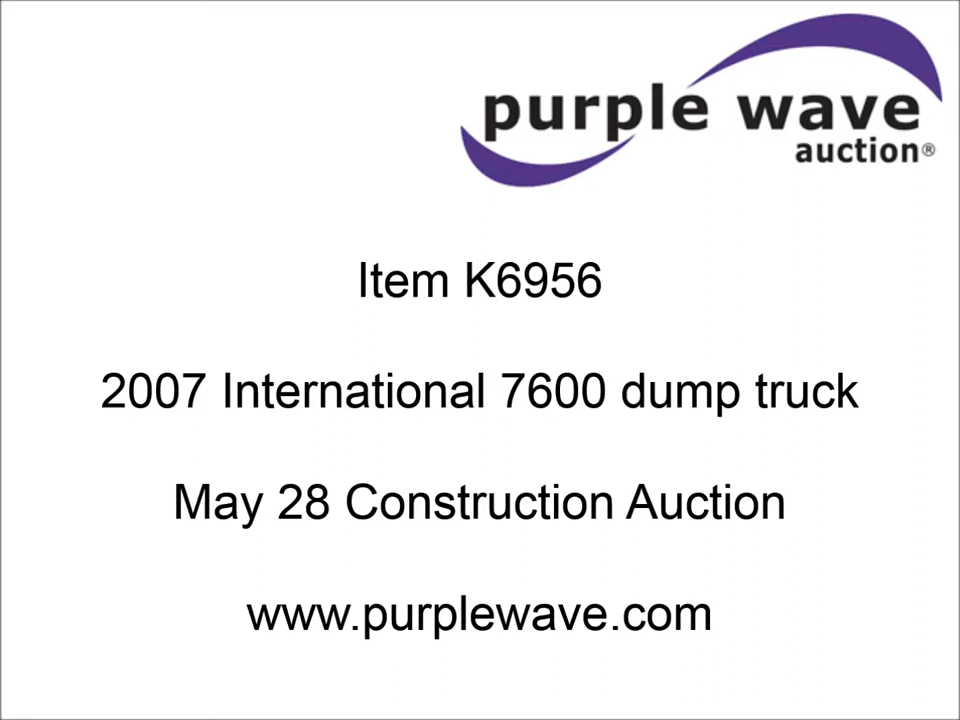 purple wave
auction®
Item K6956
2007 International 7600 dump truck
May 28 Construction Auction
www.purplewave.com